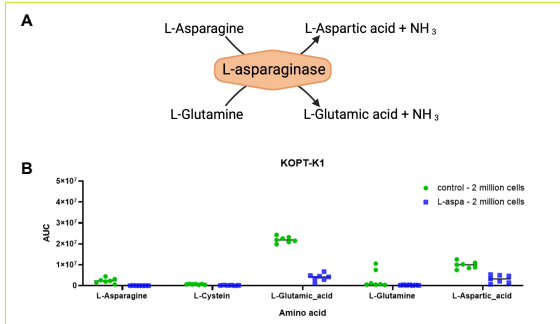 A
L-Asparagine
L-Aspartic acid + NH₃
L-asparaginase
L-Glutamine
L-Glutamic acid + NH₃
B
KOPT-K1
5×10⁷
4×10⁷
3×10⁷
2×10⁷
1×10⁷
0
AUC
control - 2 million cells
L-aspa - 2 million cells
L-Asparagine
L-Cystein
L-Glutamic_acid
L-Glutamine
L-Aspartic_acid
Amino acid